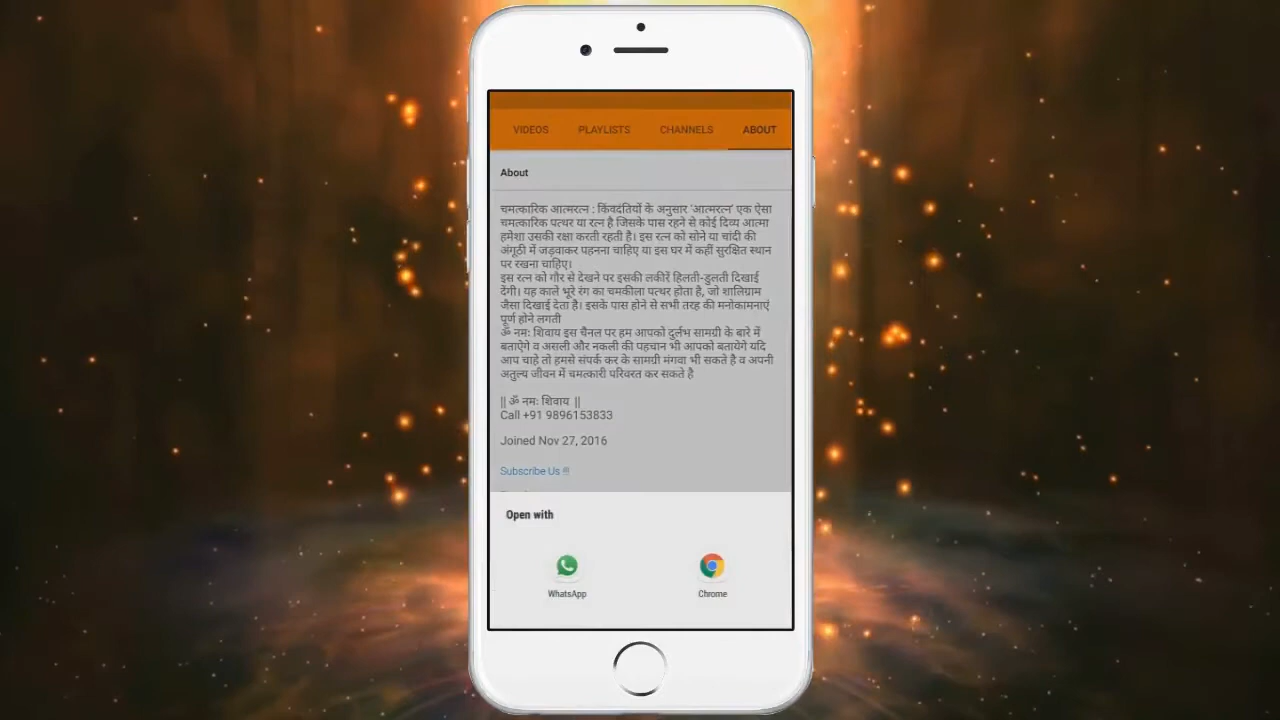 VIDEOS PLAYLISTS CHANNELS ABOUT
About
चमत्कारिक आत्मरत्न : किंवदंतियों के अनुसार 'आत्मरत्न' एक ऐसा
चमत्कारिक पत्थर या रत्न है जिसके पास रहने से कोई दिव्य आत्मा
हमेशा उसकी रक्षा करती रहती है। इस रत्न को सोने या चांदी की
अंगूठी में जड़वाकर पहनना चाहिए या इस घर में कहीं सुरक्षित स्थान
पर रखना चाहिए।
इस रत्न को गौर से देखने पर इसकी लकीरें हिलती-डुलती दिखाई
देंगी। यह काले भूरे रंग का चमकीला पत्थर होता है, जो शालिग्राम
जैसा दिखाई देता है। इसके पास होने से सभी तरह की मनोकामनाएं
पूर्ण होने लगती
ॐ नमः शिवाय इस चैनल पर हम आपको दुर्लभ सामग्री के बारे में
बताऐगे व असली और नकली की पहचान भी आपको बतायेगे यदि
आप चाहे तो हमसे संपर्क कर के सामग्री मंगवा भी सकते है व अपनी
अतुल्य जीवन में चमत्कारी परिवरत कर सकते है
|| ॐ नमः शिवाय ||
Call +91 9896153833
Joined Nov 27, 2016
Subscribe Us !!!
Open with
WhatsApp Chrome